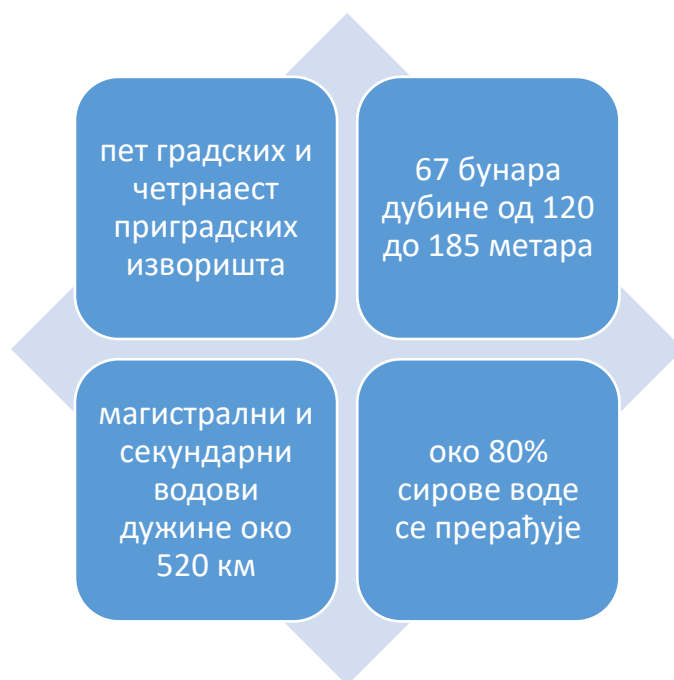 пет градских и
четрнаест
приградских
изворишта
67 бунара
дубине од 120
до 185 метара
магистрални и
секундарни
водови
дужине око
520 км
око 80%
сирове воде
се прерађује